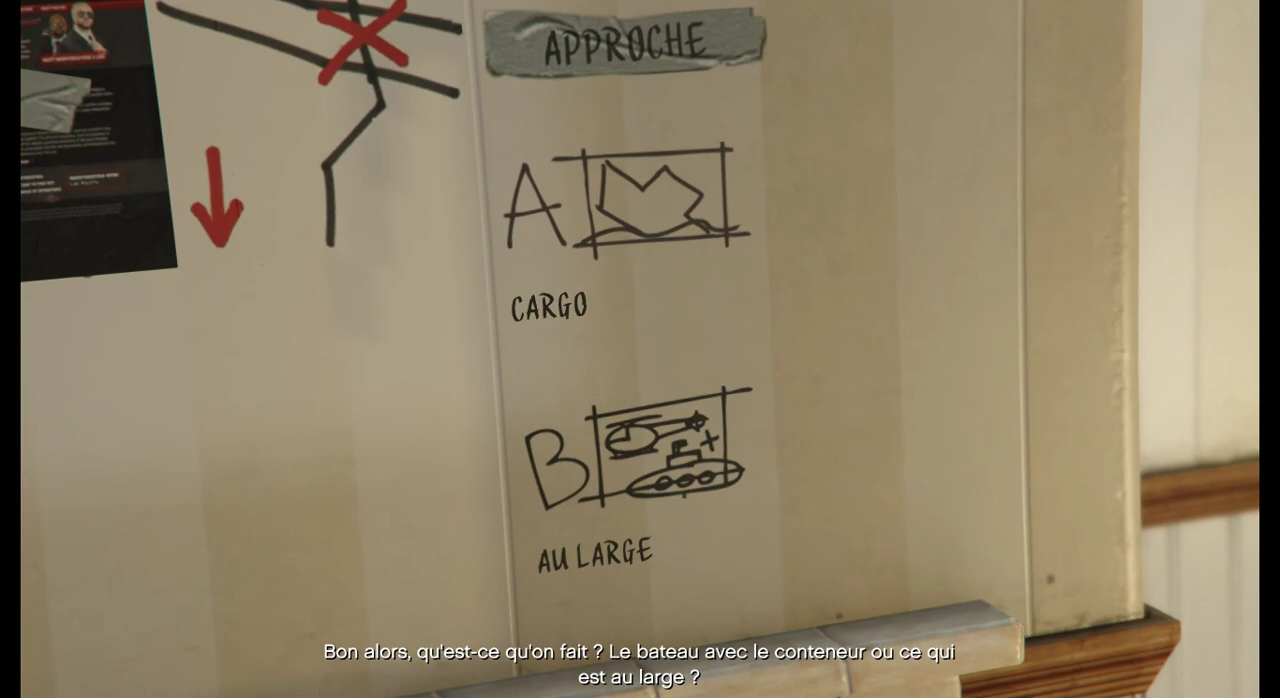 APPROCHE
A
CARGO
B
AU LARGE
Bon alors, qu'est-ce qu'on fait ? Le bateau avec le conteneur ou ce qui
est au large ?